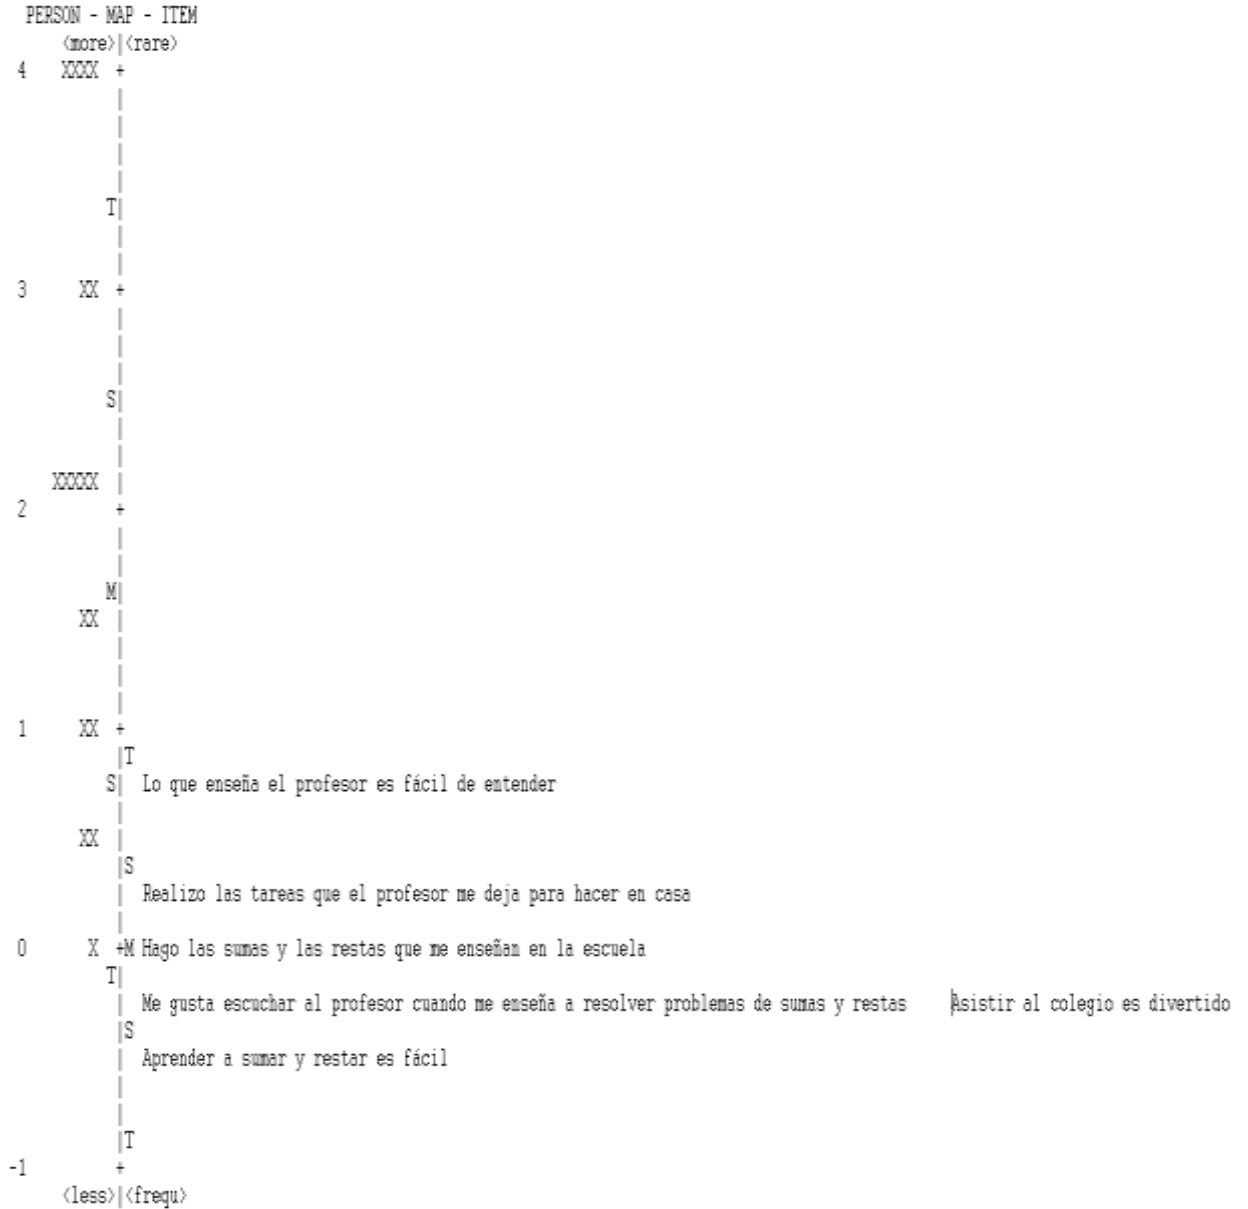 PERSON - MAP - ITEM
<more>|<rare>
4 XXXX +
|
|
|
|
T|
|
|
3 XX +
|
|
|
S|
|
|
XXXXX |
2 +
|
|
M|
XX |
|
|
|
1 XX +
|T
S| Lo que enseña el profesor es fácil de entender
|
XX |
|S
| Realizo las tareas que el profesor me deja para hacer en casa
|
0 X +M Hago las sumas y las restas que me enseñan en la escuela
T|
| Me gusta escuchar al profesor cuando me enseña a resolver problemas de sumas y restas Asistir al colegio es divertido
|S
| Aprender a sumar y restar es fácil
|
|
|T
-1 +
<less>|<frequ>